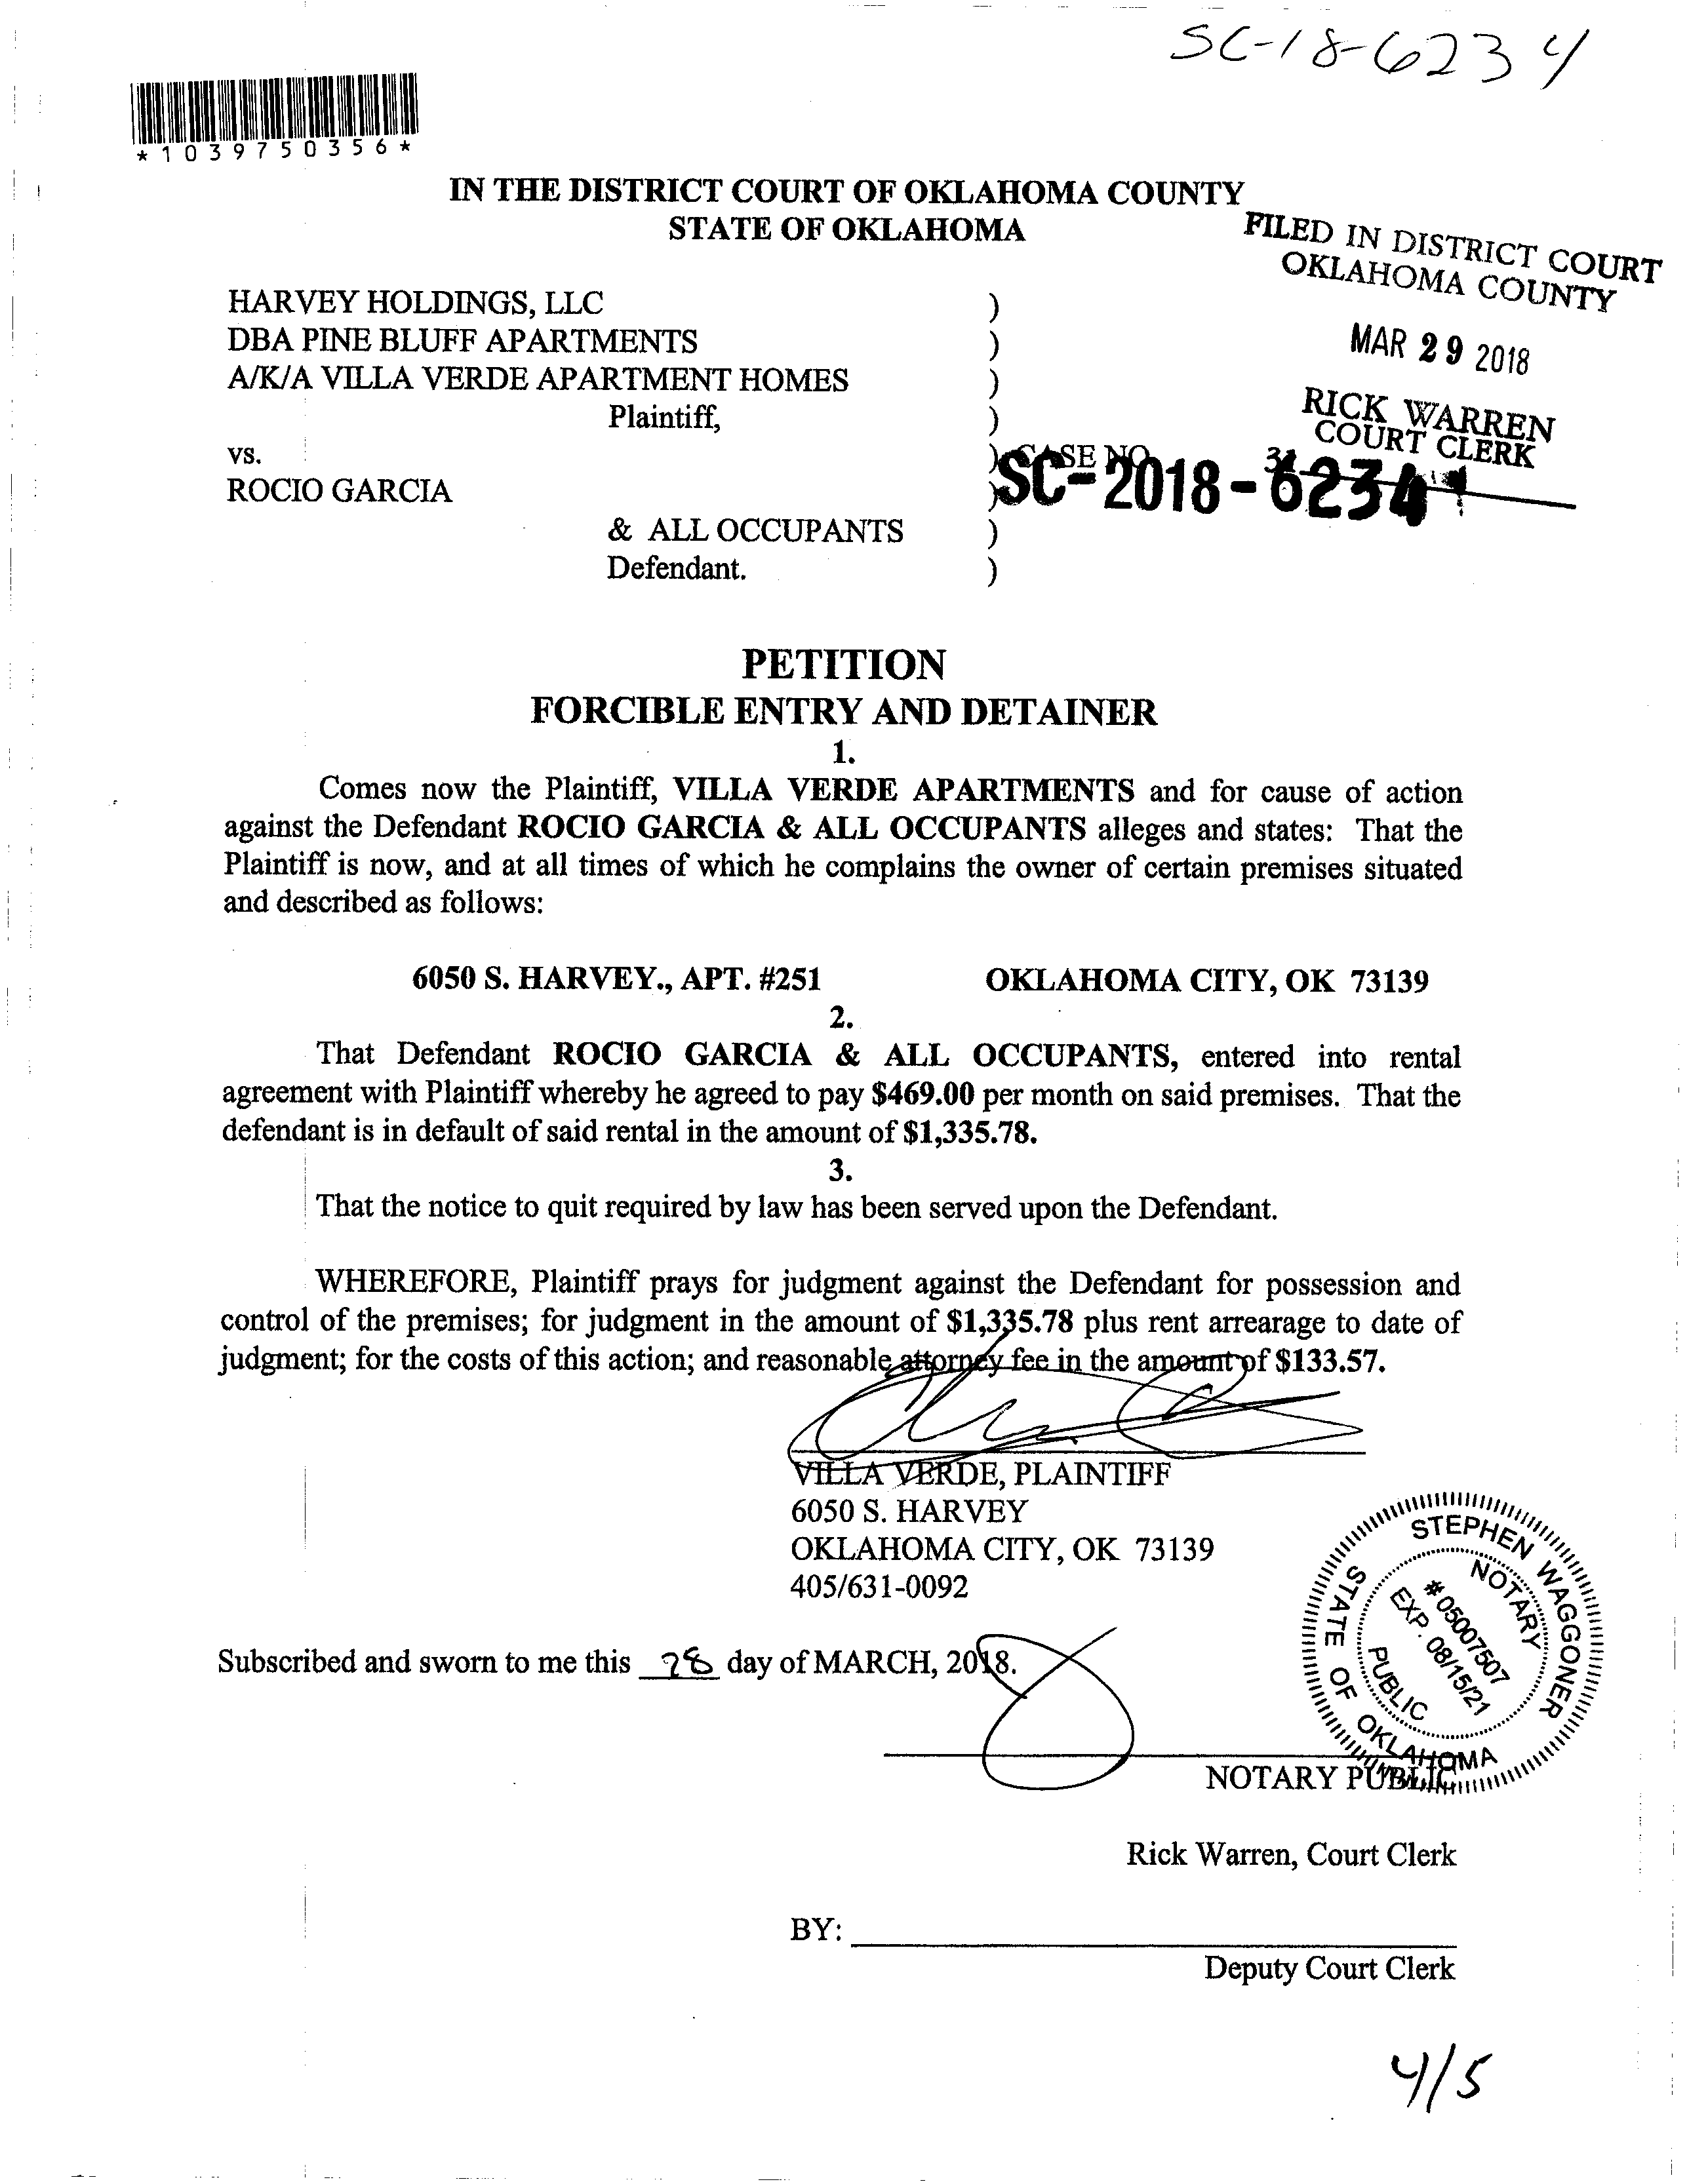 SC-18-6234
*1039750356*
IN THE DISTRICT COURT OF OKLAHOMA COUNTY
STATE OF OKLAHOMA
FILED IN DISTRICT COURT
OKLAHOMA COUNTY
MAR 29 2018
RICK WARREN
COURT CLERK
HARVEY HOLDINGS, LLC )
DBA PINE BLUFF APARTMENTS )
A/K/A VILLA VERDE APARTMENT HOMES )
Plaintiff, )
vs. ) CASE NO.
SC-2018-6234
ROCIO GARCIA )
& ALL OCCUPANTS )
Defendant. )
PETITION
FORCIBLE ENTRY AND DETAINER
1.
Comes now the Plaintiff, VILLA VERDE APARTMENTS and for cause of action
against the Defendant ROCIO GARCIA & ALL OCCUPANTS alleges and states: That the
Plaintiff is now, and at all times of which he complains the owner of certain premises situated
and described as follows:
6050 S. HARVEY., APT. #251 OKLAHOMA CITY, OK 73139
2.
That Defendant ROCIO GARCIA & ALL OCCUPANTS, entered into rental
agreement with Plaintiff whereby he agreed to pay $469.00 per month on said premises. That the
defendant is in default of said rental in the amount of $1,335.78.
3.
That the notice to quit required by law has been served upon the Defendant.
WHEREFORE, Plaintiff prays for judgment against the Defendant for possession and
control of the premises; for judgment in the amount of $1,335.78 plus rent arrearage to date of
judgment; for the costs of this action; and reasonable attorney fee in the amount of $133.57.
VILLA VERDE, PLAINTIFF
6050 S. HARVEY
OKLAHOMA CITY, OK 73139
405/631-0092
STEPHEN WAGGONER
NOTARY
# 05007507
EXP. 08/15/21
PUBLIC
STATE OF OKLAHOMA
Subscribed and sworn to me this 28 day of MARCH, 2018.
NOTARY PUBLIC
Rick Warren, Court Clerk
BY:
Deputy Court Clerk
4/5